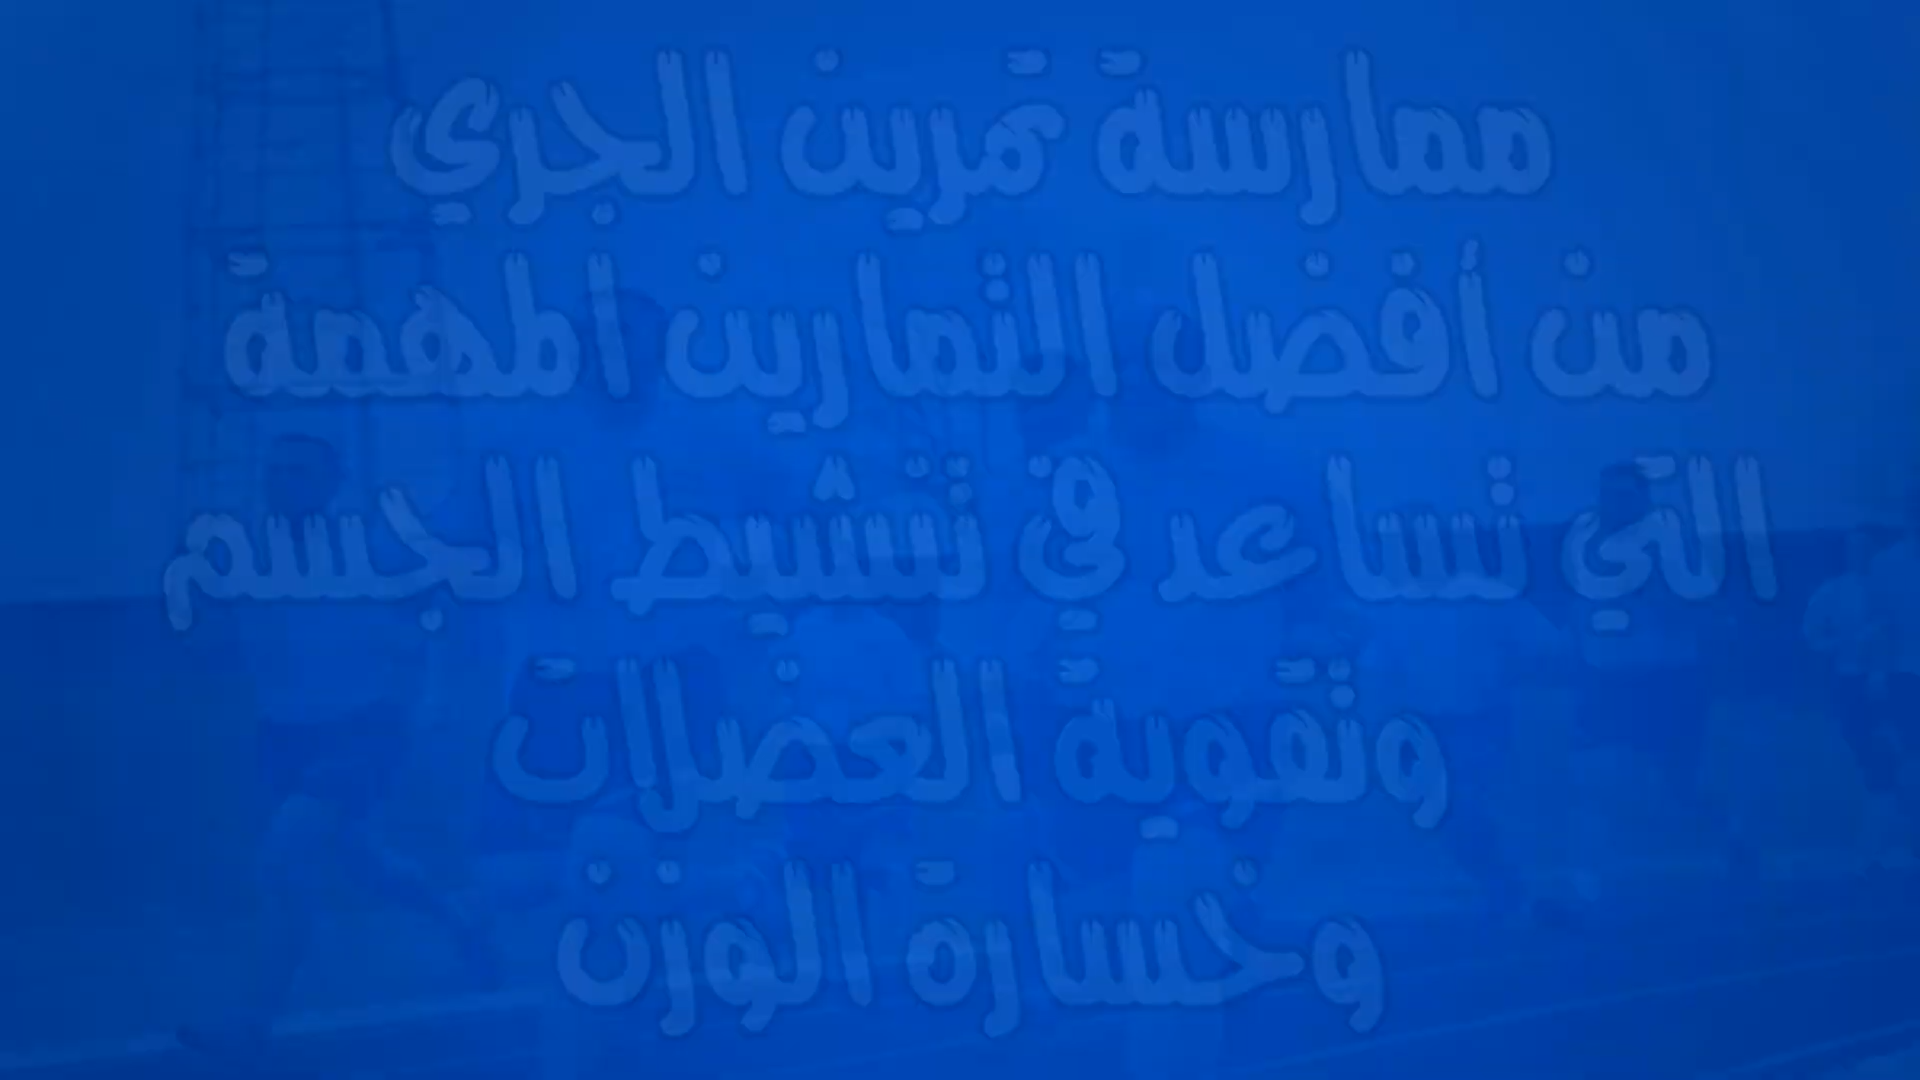 ممارسة تمرين الجري
من أفضل التمارين المهمة
التي تساعد في تنشيط الجسم
وتقوية العضلات
وخسارة الوزن